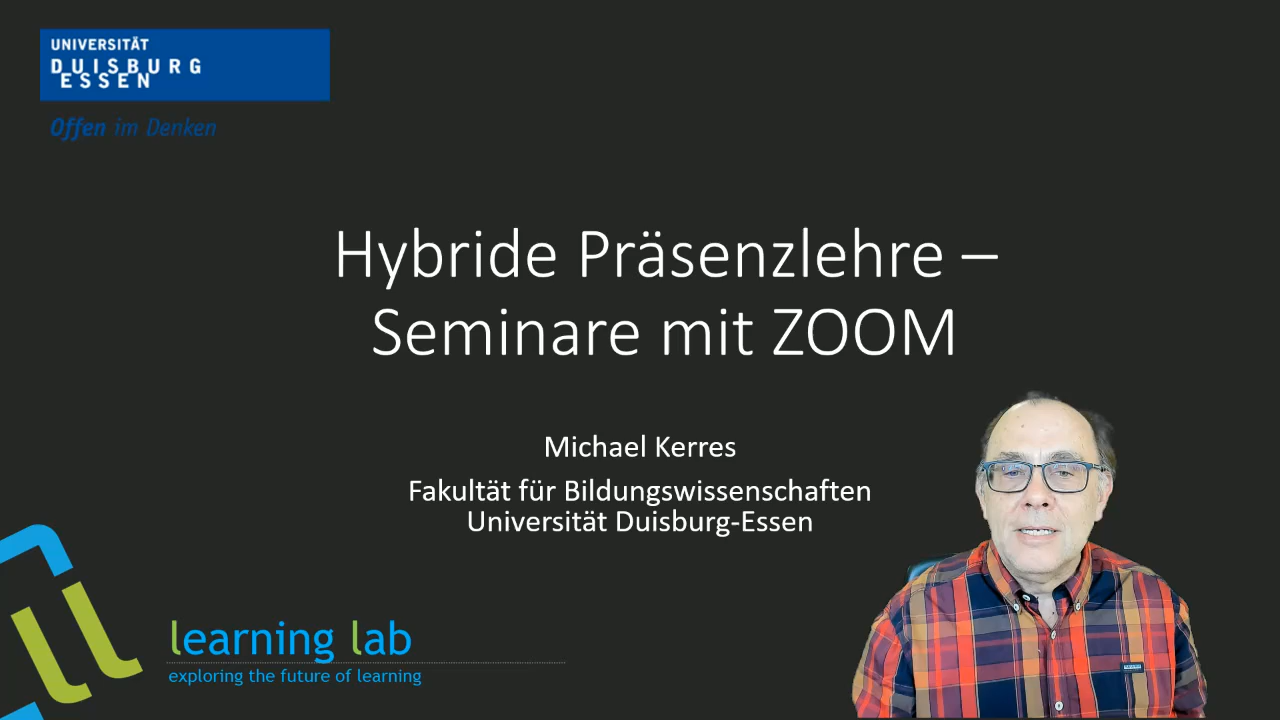 UNIVERSITÄT
DUISBURG
ESSEN
Offen im Denken
Hybride Präsenzlehre –
Seminare mit ZOOM
Michael Kerres
Fakultät für Bildungswissenschaften
Universität Duisburg-Essen
learning lab
exploring the future of learning